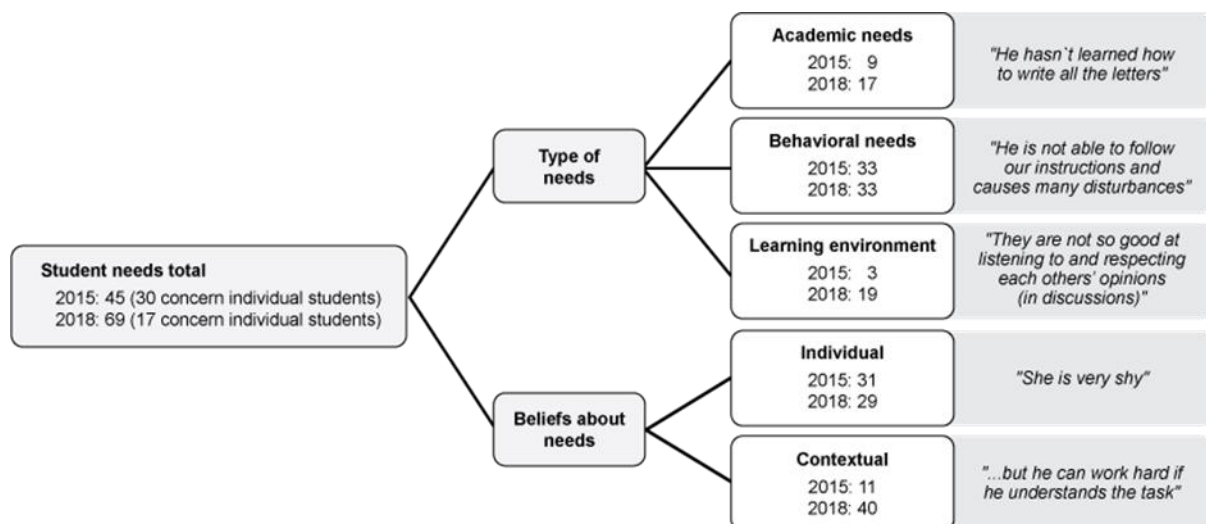 Student needs total
2015: 45 (30 concern individual students)
2018: 69 (17 concern individual students)
Type of
needs
Academic needs
2015: 9
2018: 17
"He hasn`t learned how
to write all the letters"
Behavioral needs
2015: 33
2018: 33
"He is not able to follow
our instructions and
causes many disturbances"
Learning environment
2015: 3
2018: 19
"They are not so good at
listening to and respecting
each others' opinions
(in discussions)"
Beliefs about
needs
Individual
2015: 31
2018: 29
"She is very shy"
Contextual
2015: 11
2018: 40
"...but he can work hard if
he understands the task"